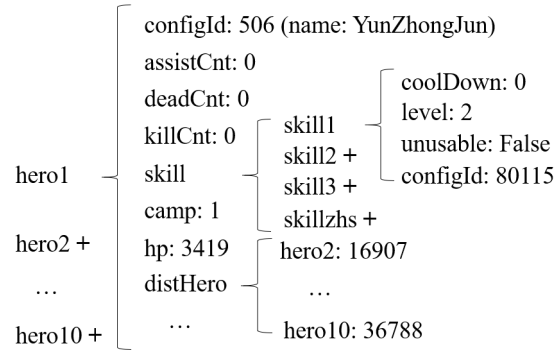 hero1
hero2 +
…
hero10 +
configId: 506 (name: YunZhongJun)
assistCnt: 0
deadCnt: 0
killCnt: 0
skill
camp: 1
hp: 3419
distHero
…
skill1
skill2 +
skill3 +
skillzhs +
coolDown: 0
level: 2
unusable: False
configId: 80115
hero2: 16907
…
hero10: 36788